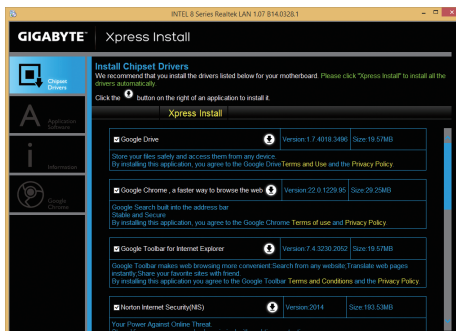 INTEL 8 Series Realtek LAN 1.07 B14.0328.1
GIGABYTE™ Xpress Install
Chipset
Drivers
Application
Software
Information
Google
Chrome
Install Chipset Drivers
We recommend that you install the drivers listed below for your motherboard. Please click "Xpress Install" to install all the
drivers automatically.
Click the button on the right of an application to install it.
Xpress Install
Google Drive Version:1.7.4018.3496 Size:19.57MB
Store your files safely and access them from any device.
By installing this application, you agree to the Google DriveTerms and Use and the Privacy Policy
Google Chrome , a faster way to browse the web Version:22.0.1229.95 Size:29.25MB
Google Search built into the address bar
Stable and Secure
By installing this application, you agree to the Google Chrome Terms of use and Privacy Policy
Google Toolbar for Internet Explorer Version:7.4.3230.2052 Size:19.57MB
Google Toolbar makes web browsing more convenient:Search from any website;Translate web pages
instantly;Share your favorite sites with friend.
By installing this application you agree to the Google Toolbar Terms and Conditions and the Privacy Policy
Norton Internet Security(NIS) Version:2014 Size:193.53MB
Your Power Against Online Threat.